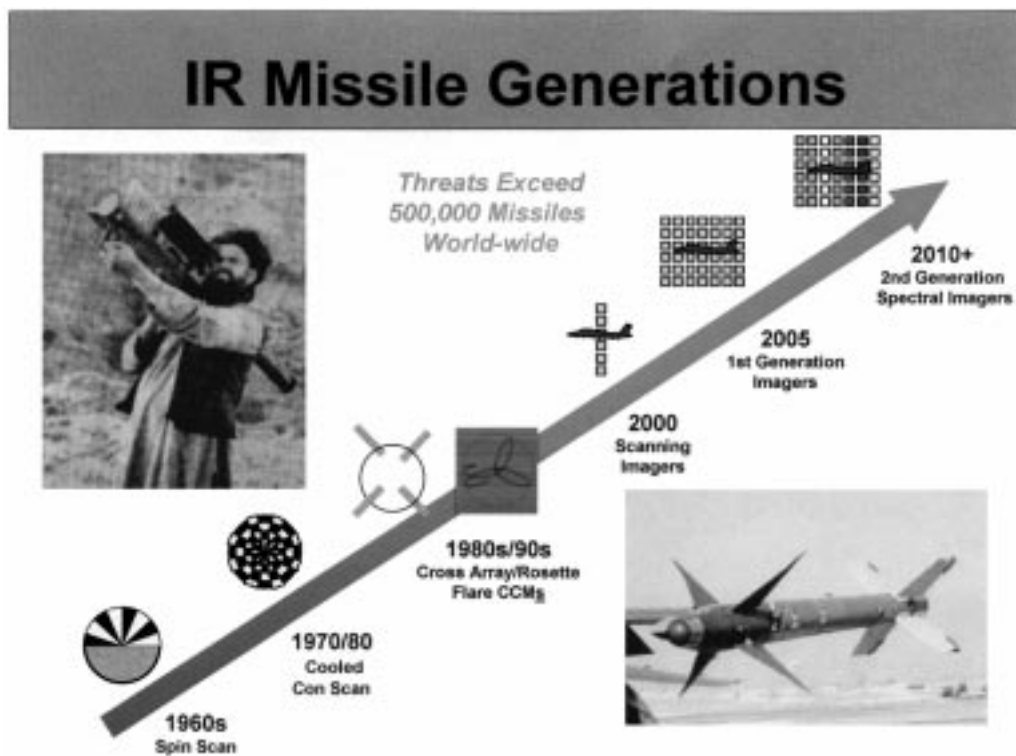 IR Missile Generations
Threats Exceed
500,000 Missiles
World-wide
2010+
2nd Generation
Spectral Imagers
2005
1st Generation
Imagers
2000
Scanning
Imagers
1980s/90s
Cross Array/Rosette
Flare CCMs
1970/80
Cooled
Con Scan
1960s
Spin Scan